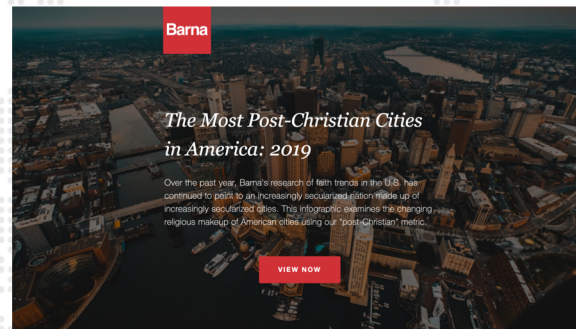 Barna
The Most Post-Christian Cities
in America: 2019
Over the past year, Barna's research of faith trends in the U.S. has
continued to point to an increasingly secularized nation made up of
increasingly secularized cities. This infographic examines the changing
religious makeup of American cities using our "post-Christian" metric.
VIEW NOW